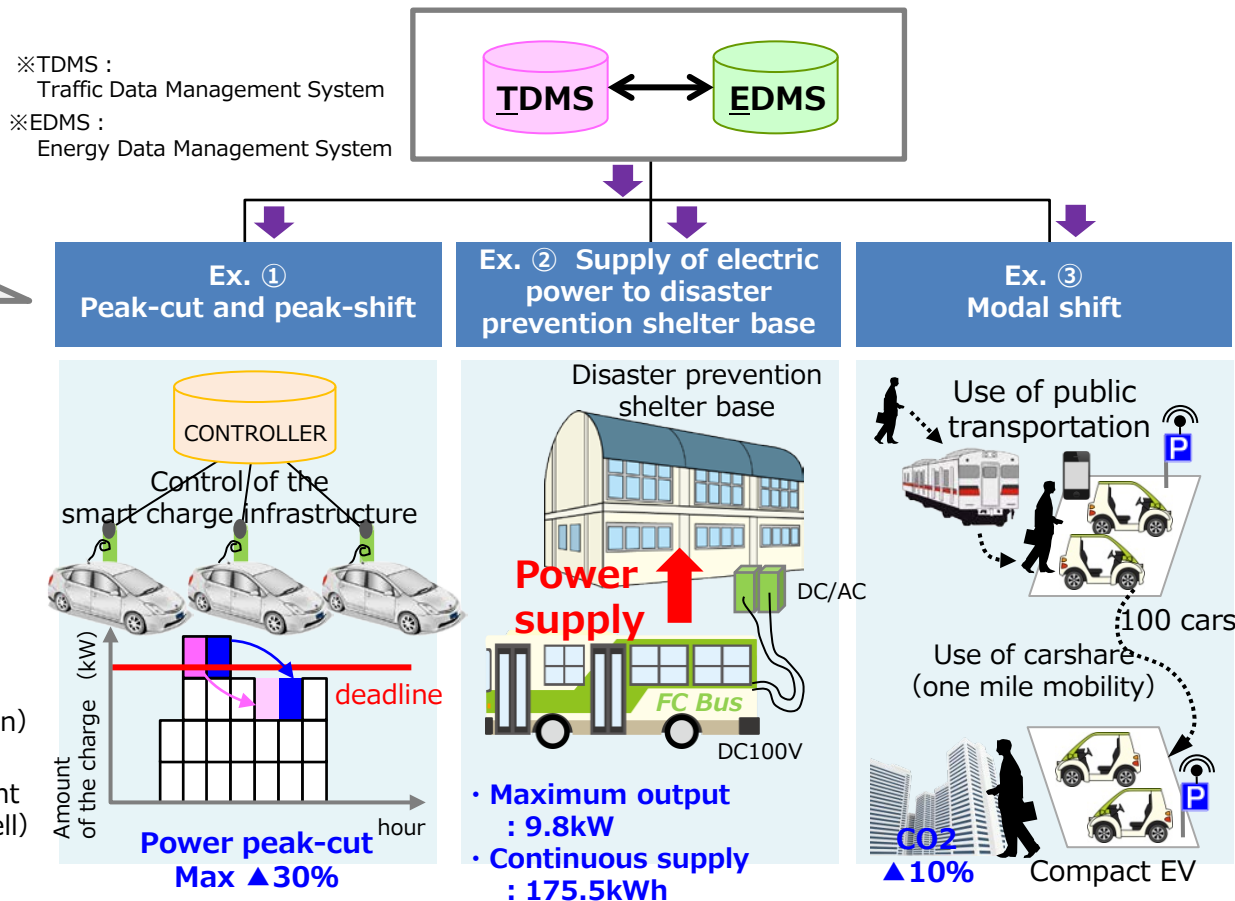 ※TDMS :
Traffic Data Management System
※EDMS :
Energy Data Management System
TDMS
EDMS
Ex. ①
Peak-cut and peak-shift
Ex. ② Supply of electric
power to disaster
prevention shelter base
Ex. ③
Modal shift
CONTROLLER
Control of the
smart charge infrastructure
Amount
of the charge (kW)
deadline
hour
Power peak-cut
Max ▲30%
Disaster prevention
shelter base
Power
supply
DC/AC
FC Bus
DC100V
・Maximum output
: 9.8kW
・Continuous supply
: 175.5kWh
Use of public
transportation
P
100 cars
Use of carshare
(one mile mobility)
P
CO2
▲10%
Compact EV